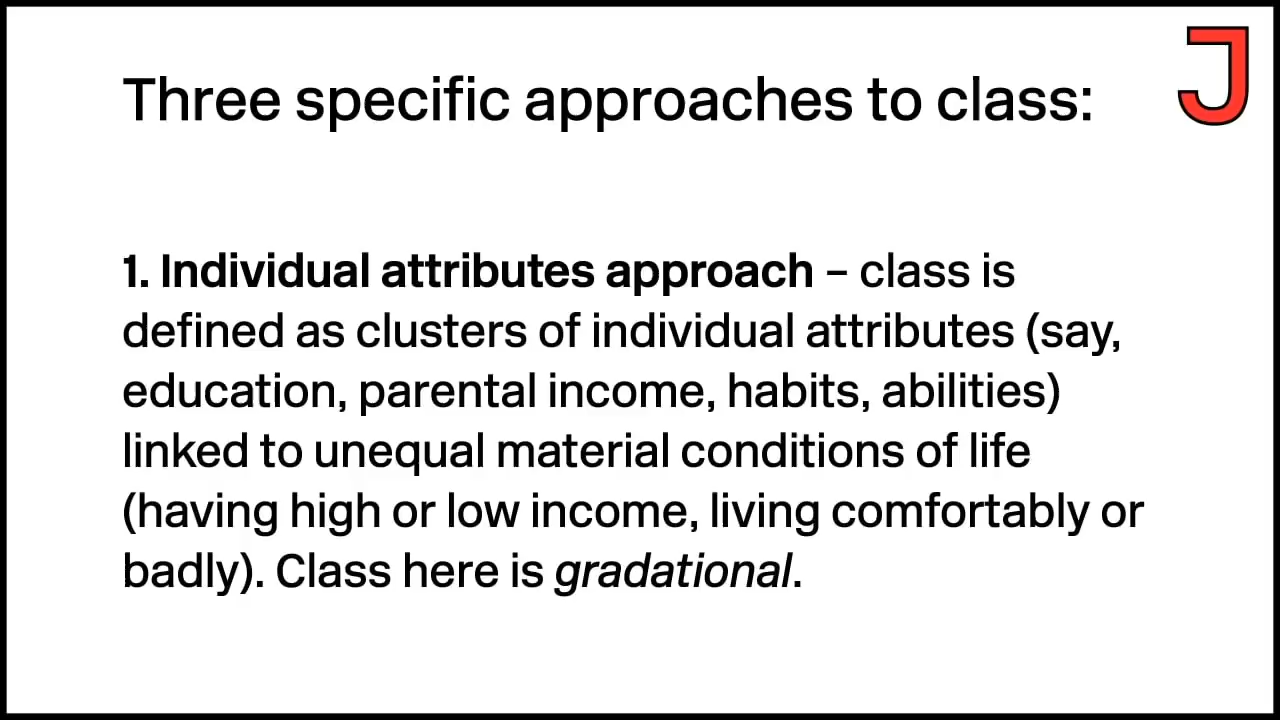 Three specific approaches to class:
J
1. Individual attributes approach – class is
defined as clusters of individual attributes (say,
education, parental income, habits, abilities)
linked to unequal material conditions of life
(having high or low income, living comfortably or
badly). Class here is gradational.